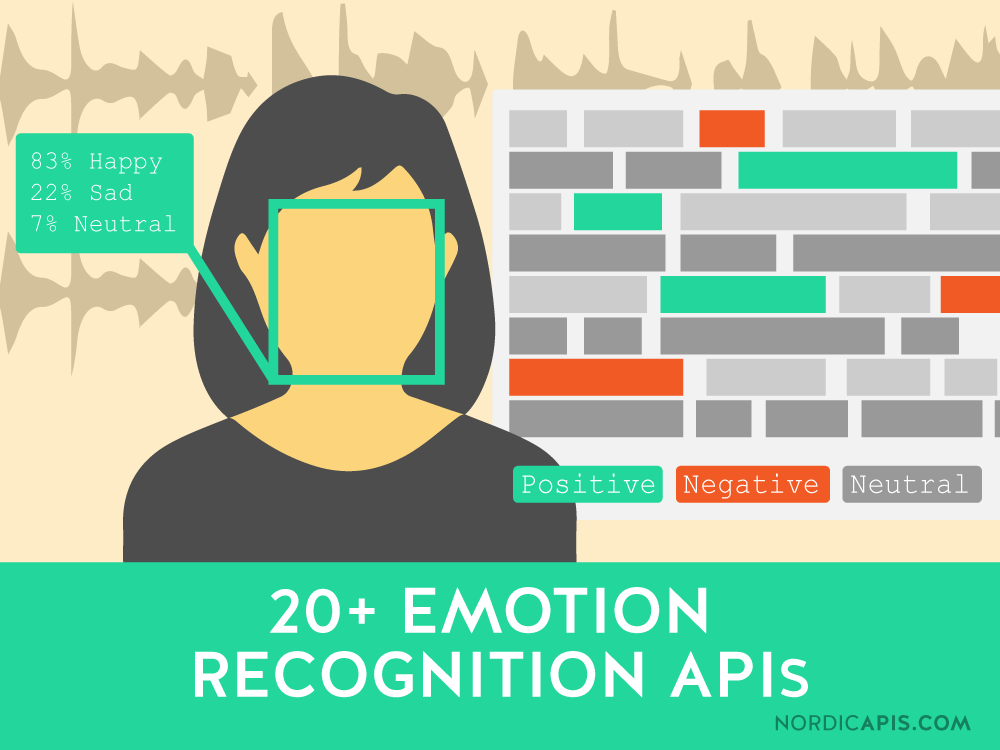 83% Happy
22% Sad
7% Neutral
Positive Negative Neutral
20+ EMOTION
RECOGNITION APIs
NORDICAPIS.COM